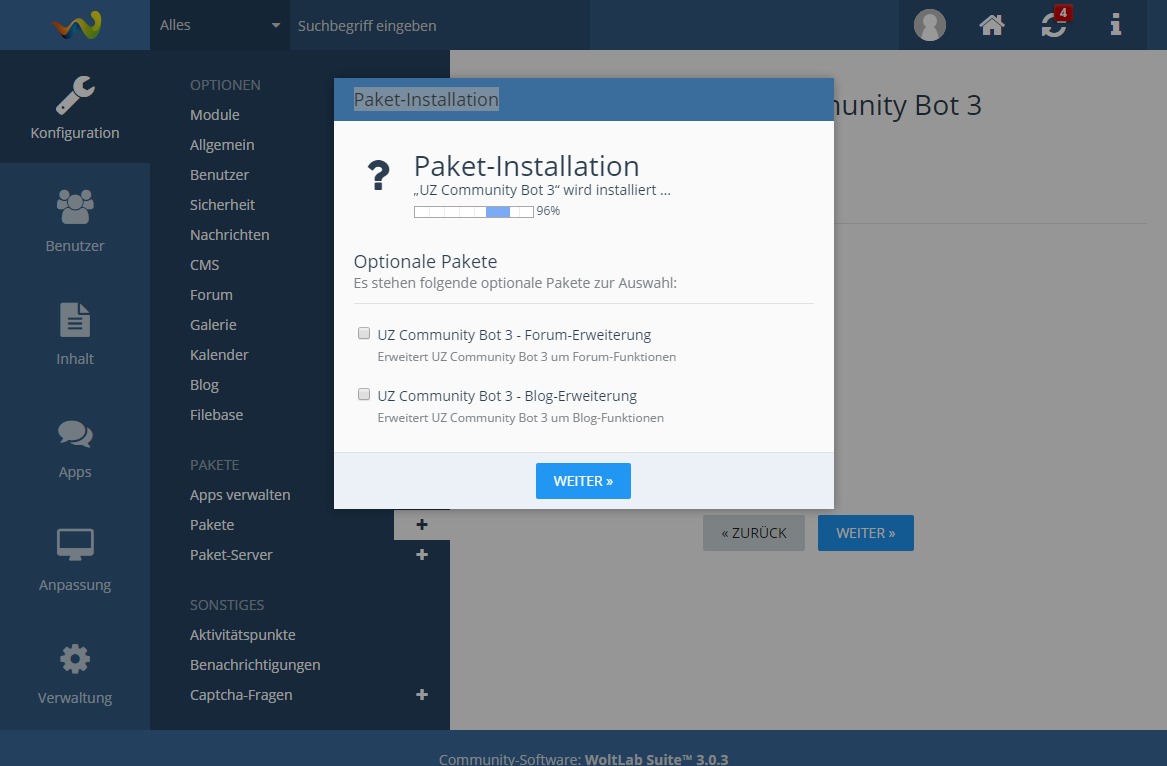 Alles
Suchbegriff eingeben
4
Konfiguration
Benutzer
Inhalt
Apps
Anpassung
Verwaltung
OPTIONEN
Module
Allgemein
Benutzer
Sicherheit
Nachrichten
CMS
Forum
Galerie
Kalender
Blog
Filebase
PAKETE
Apps verwalten
Pakete
Paket-Server
SONSTIGES
Aktivitätspunkte
Benachrichtigungen
Captcha-Fragen
Bot 3
Paket-Installation
Paket-Installation
„UZ Community Bot 3“ wird installiert ...
96%
Optionale Pakete
Es stehen folgende optionale Pakete zur Auswahl:
UZ Community Bot 3 - Forum-Erweiterung
Erweitert UZ Community Bot 3 um Forum-Funktionen
UZ Community Bot 3 - Blog-Erweiterung
Erweitert UZ Community Bot 3 um Blog-Funktionen
WEITER »
« ZURÜCK
WEITER »
Community-Software: WoltLab Suite™ 3.0.3